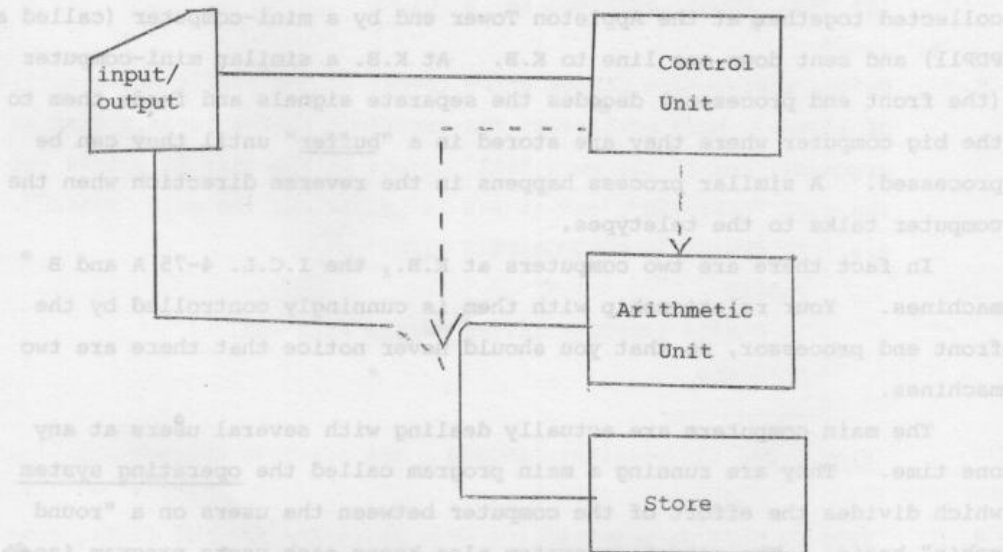 input/
output
Control
Unit
Arithmetic
Unit
Store
collected together at the Appleton Tower end by a mini-computer (called a
PDP11) and sent down one line to K.B. At K.B. a similar mini-computer
(the front end processor) decodes the separate signals and feeds them to
the big computer where they are stored in a "buffer" until they can be
processed. A similar process happens in the reverse direction when the
computer talks to the teletypes.
In fact there are two computers at K.B., the I.C.L. 4-75 A and B
machines. Your relationship with them is cunningly controlled by the
front end processor, so that you should never notice that there are two
machines.
The main computers are actually dealing with several users at any
one time. They are running a main program called the operating system
which divides the effort of the computer between the users on a "round